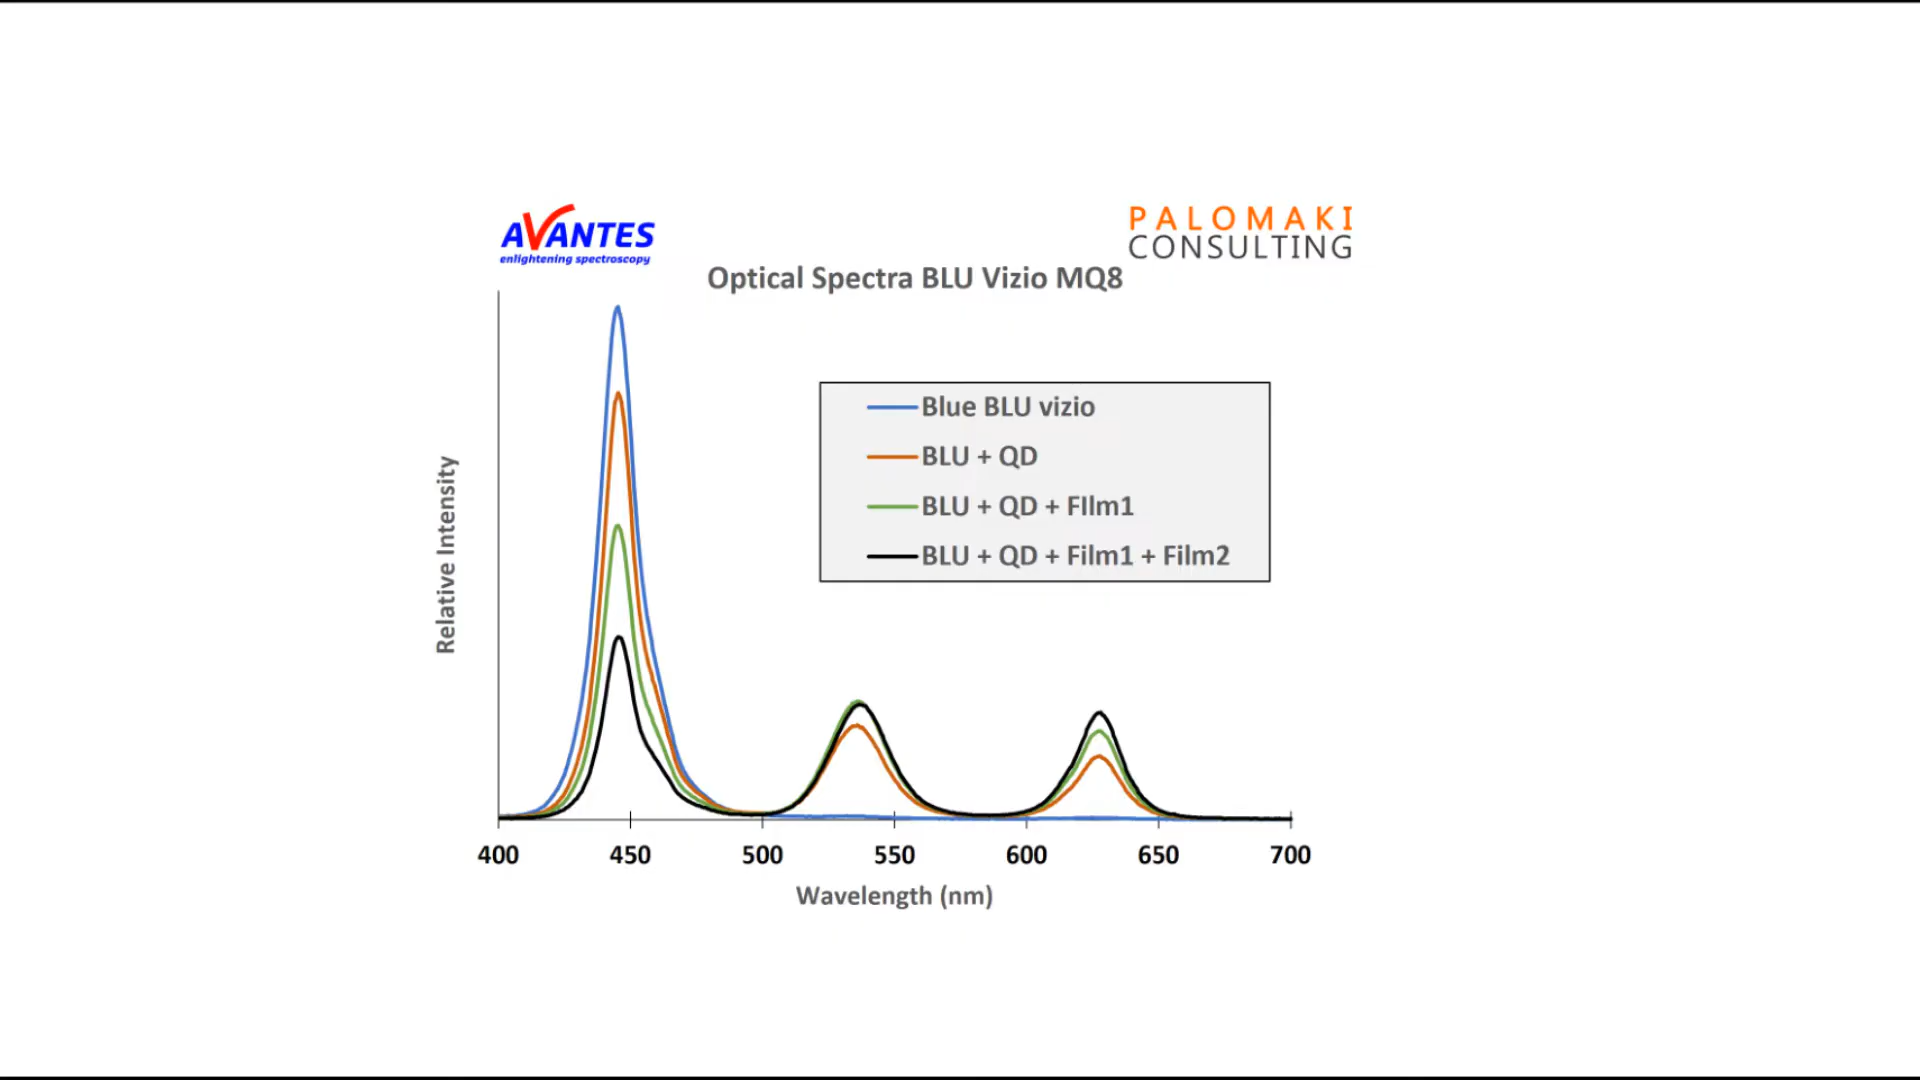 AVANTES
enlightening spectroscopy
PALOMAKI
CONSULTING
Optical Spectra BLU Vizio MQ8
Relative Intensity
Blue BLU vizio
BLU + QD
BLU + QD + FIlm1
BLU + QD + Film1 + Film2
400 450 500 550 600 650 700
Wavelength (nm)